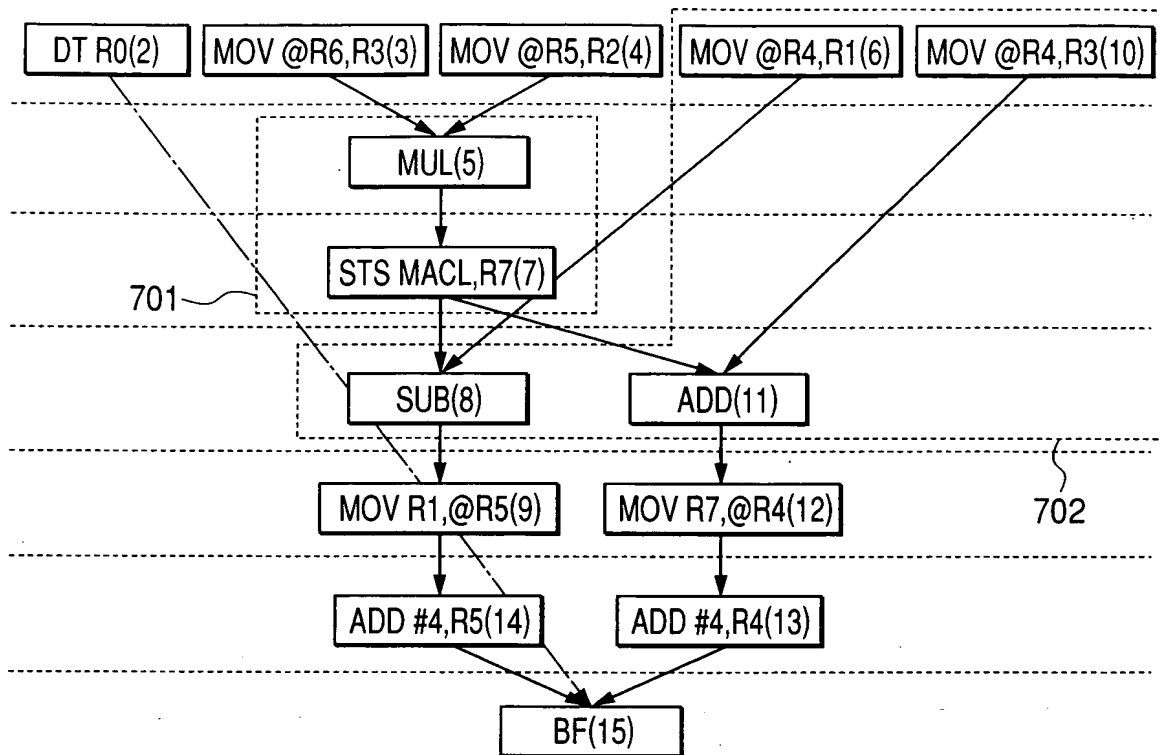 DT R0(2)
MOV @R6,R3(3)
MOV @R5,R2(4)
MOV @R4,R1(6)
MOV @R4,R3(10)
MUL(5)
STS MACL,R7(7)
701
SUB(8)
ADD(11)
MOV R1,@R5(9)
MOV R7,@R4(12)
702
ADD #4,R5(14)
ADD #4,R4(13)
BF(15)